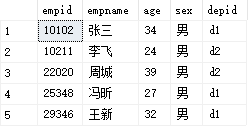 empid empname age sex depid
1 10102 张三 34 男 d1
2 10211 李飞 24 男 d2
3 22020 周城 39 男 d2
4 25348 冯昕 27 男 d1
5 29346 王新 32 男 d1